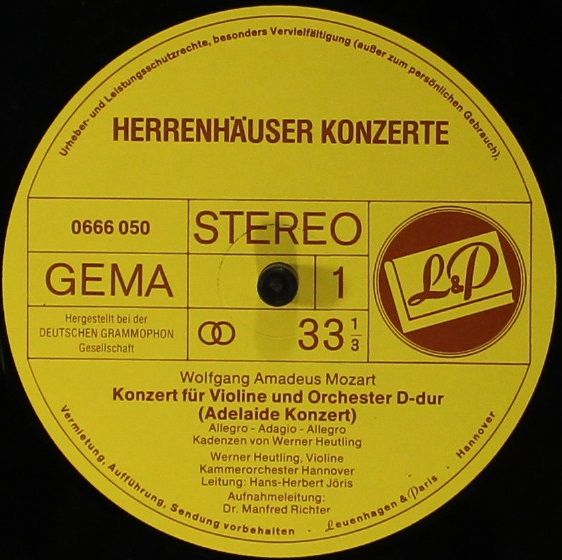 Urheber- und Leistungsschutzrechte, besonders Vervielfältigung (außer zum persönlichen Gebrauch),
HERRENHÄUSER KONZERTE
0666 050
STEREO
GEMA
1
L&P
Hergestellt bei der
DEUTSCHEN GRAMMOPHON
Gesellschaft
33 1/3
Wolfgang Amadeus Mozart
Konzert für Violine und Orchester D-dur
(Adelaide Konzert)
Allegro - Adagio - Allegro
Kadenzen von Werner Heutling
Werner Heutling, Violine
Kammerorchester Hannover
Leitung: Hans-Herbert Jöris
Aufnahmeleitung:
Dr. Manfred Richter
Vermietung, Aufführung, Sendung vorbehalten · Leuenhagen & Paris · Hannover